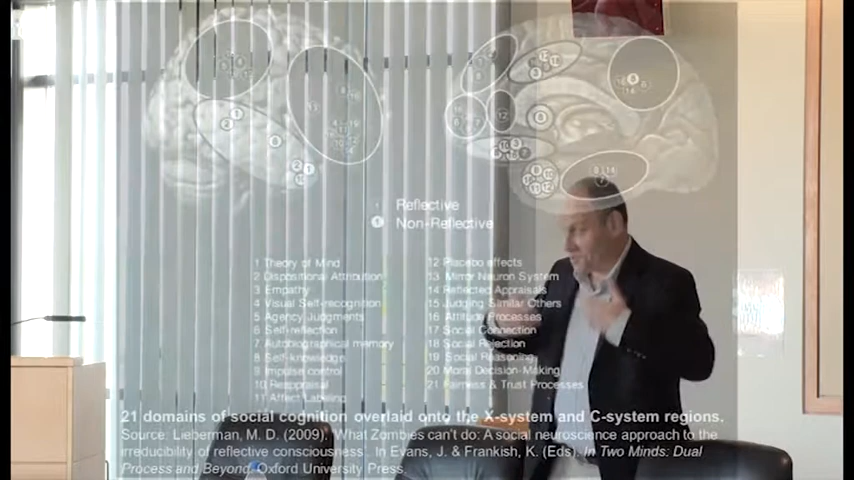 Reflective
Non-Reflective
1 Theory of Mind
2 Dispositional Attribution
3 Empathy
4 Visual Self-recognition
5 Agency Judgments
6 Self-reflection
7 Autobiographical memory
8 Self-knowledge
9 Impulse control
10 Reappraisal
11 Affect Labeling
12 Placebo effects
13 Mirror Neuron System
14 Reflected Appraisals
15 Judging Similar Others
16 Attitude Processes
17 Social Connection
18 Social Rejection
19 Social Reasoning
20 Moral Decision-Making
21 Fairness & Trust Processes
21 domains of social cognition overlaid onto the X-system and C-system regions.
Source: Lieberman, M. D. (2009). 'What Zombies can't do: A social neuroscience approach to the
irreducibility of reflective consciousness'. In Evans, J. & Frankish, K. (Eds). In Two Minds: Dual
Process and Beyond. Oxford University Press.